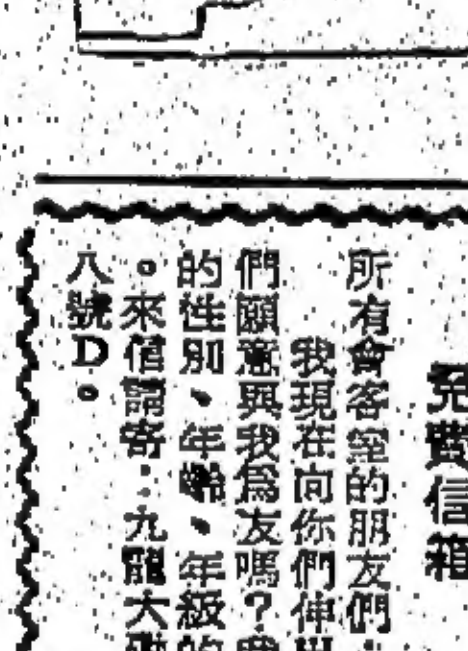 免費信箱
所有會客室的朋友們
我現在向你們伸出
們願意與我為友嗎？
的性別、年齡、年級的
。來信請寄：九龍大
八號D。